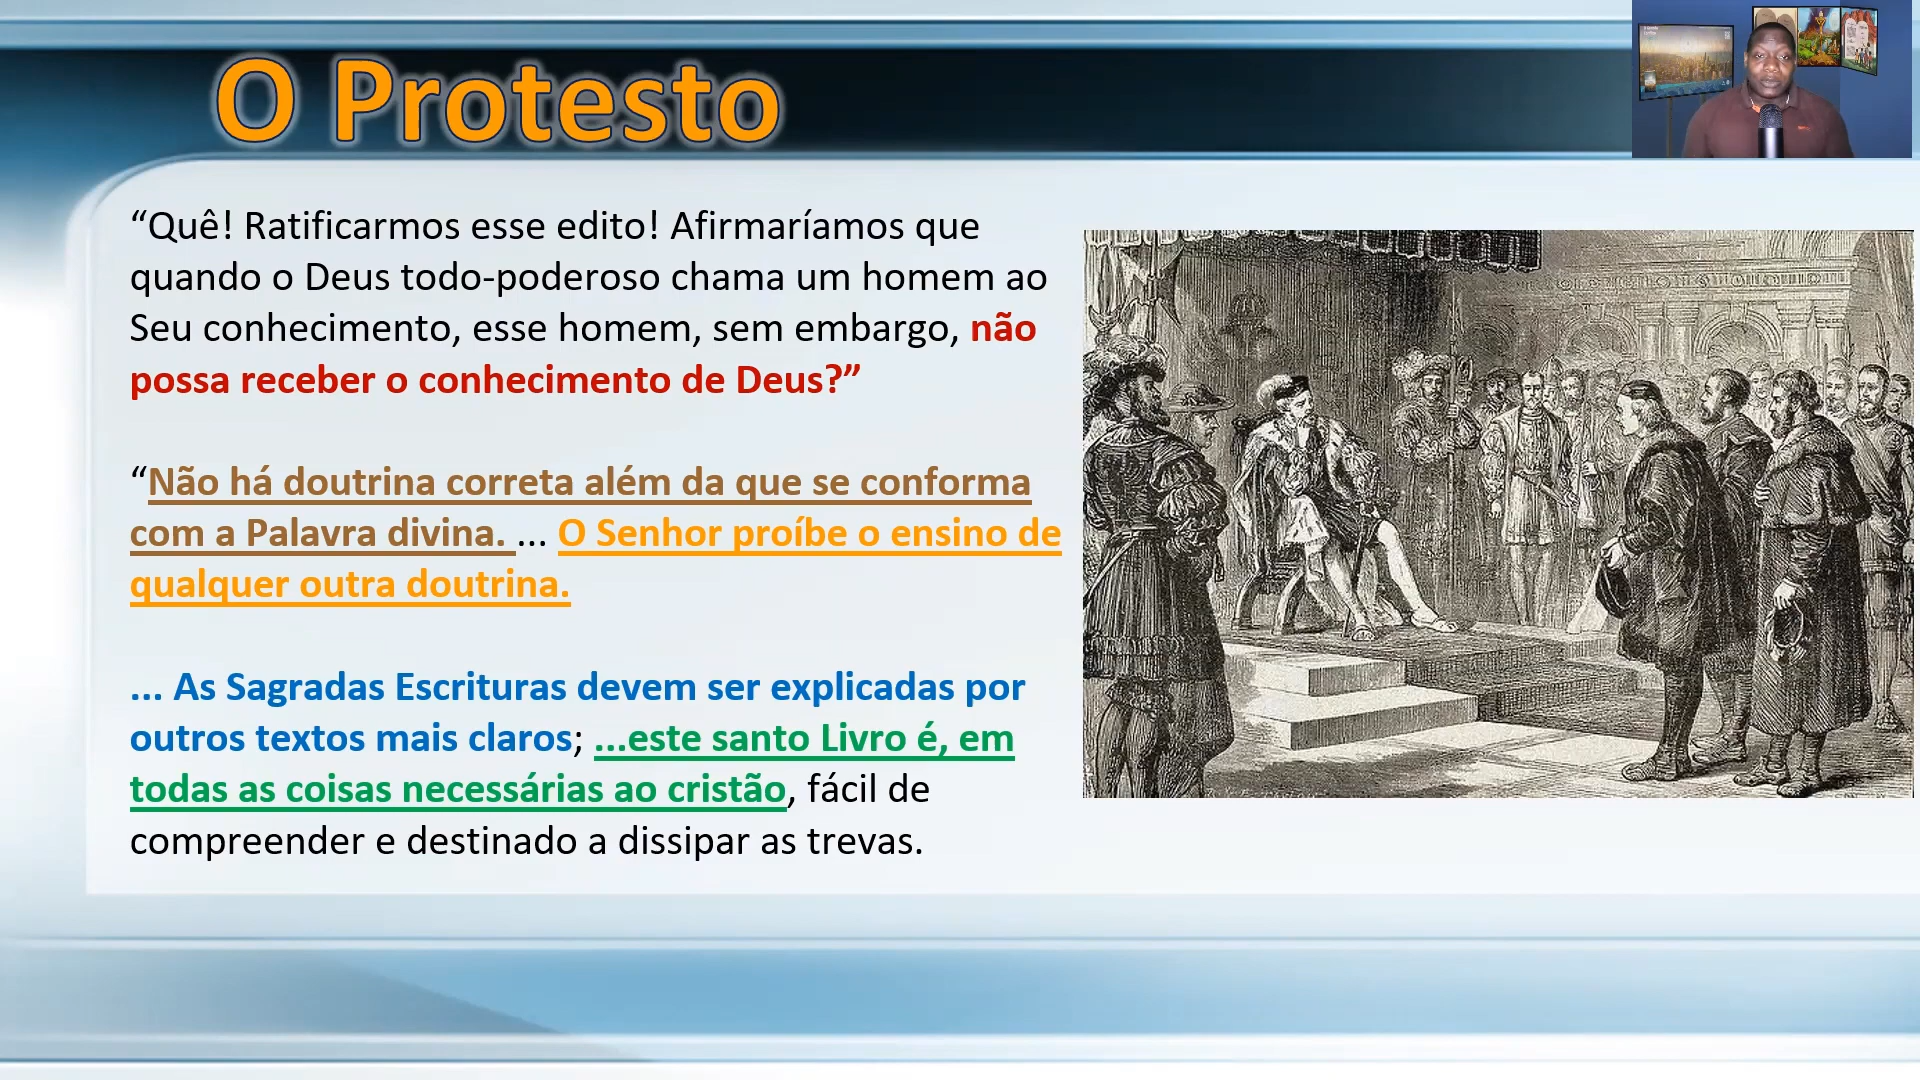 O Protesto
“Quê! Ratificarmos esse edito! Afirmaríamos que
quando o Deus todo-poderoso chama um homem ao
Seu conhecimento, esse homem, sem embargo, não
possa receber o conhecimento de Deus?”
“Não há doutrina correta além da que se conforma
com a Palavra divina. ... O Senhor proíbe o ensino de
qualquer outra doutrina.
... As Sagradas Escrituras devem ser explicadas por
outros textos mais claros; ...este santo Livro é, em
todas as coisas necessárias ao cristão, fácil de
compreender e destinado a dissipar as trevas.